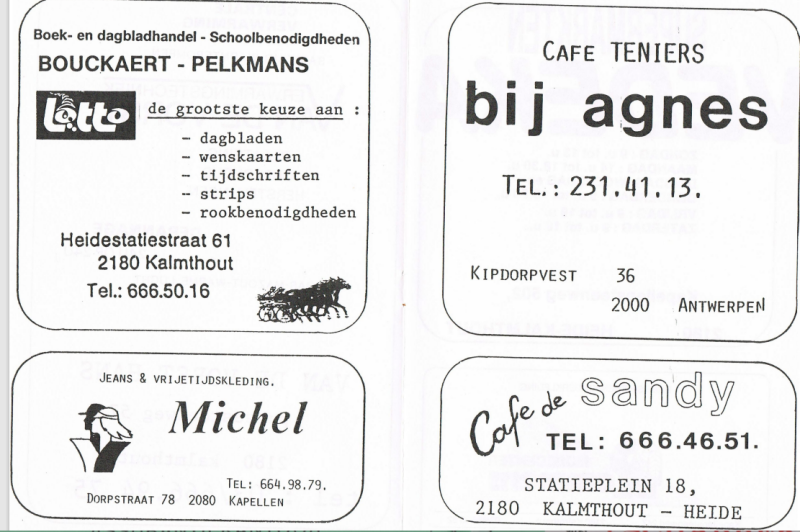 Boek- en dagbladhandel - Schoolbenodigdheden
BOUCKAERT - PELKMANS
Lotto
de grootste keuze aan :
- dagbladen
- wenskaarten
- tijdschriften
- strips
- rookbenodigdheden
Heidestatiestraat 61
2180 Kalmthout
Tel.: 666.50.16
CAFE TENIERS
bij agnes
TEL.: 231.41.13.
KIPDORPVEST 36
2000 ANTWERPEN
JEANS & VRIJETIJDSKLEDING.
Michel
TEL: 664.98.79.
DORPSTRAAT 78 2080 KAPELLEN
Cafe de sandy
TEL: 666.46.51.
STATIEPLEIN 18,
2180 KALMTHOUT - HEIDE